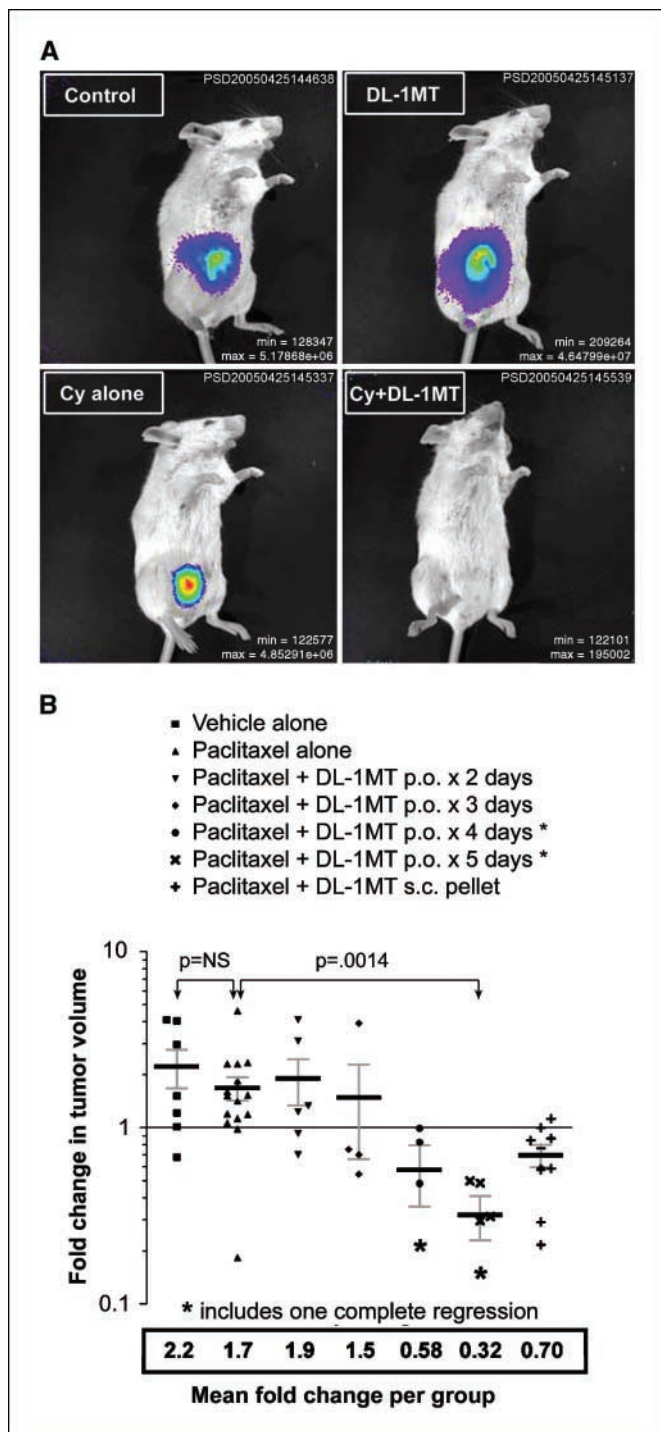 A
Control
PSD20050425144638
min = 128347
max = 5.17868e+06
DL-1MT
PSD20050425145137
min = 209264
max = 4.64799e+07
Cy alone
PSD20050425145337
min = 122577
max = 4.85291e+06
Cy+DL-1MT
PSD20050425145539
min = 122101
max = 195002
B
Vehicle alone
Paclitaxel alone
Paclitaxel + DL-1MT p.o. x 2 days
Paclitaxel + DL-1MT p.o. x 3 days
Paclitaxel + DL-1MT p.o. x 4 days *
Paclitaxel + DL-1MT p.o. x 5 days *
Paclitaxel + DL-1MT s.c. pellet
Fold change in tumor volume
10
1
0.1
p=NS
p=.0014
*
*
* includes one complete regression
2.2 1.7 1.9 1.5 0.58 0.32 0.70
Mean fold change per group